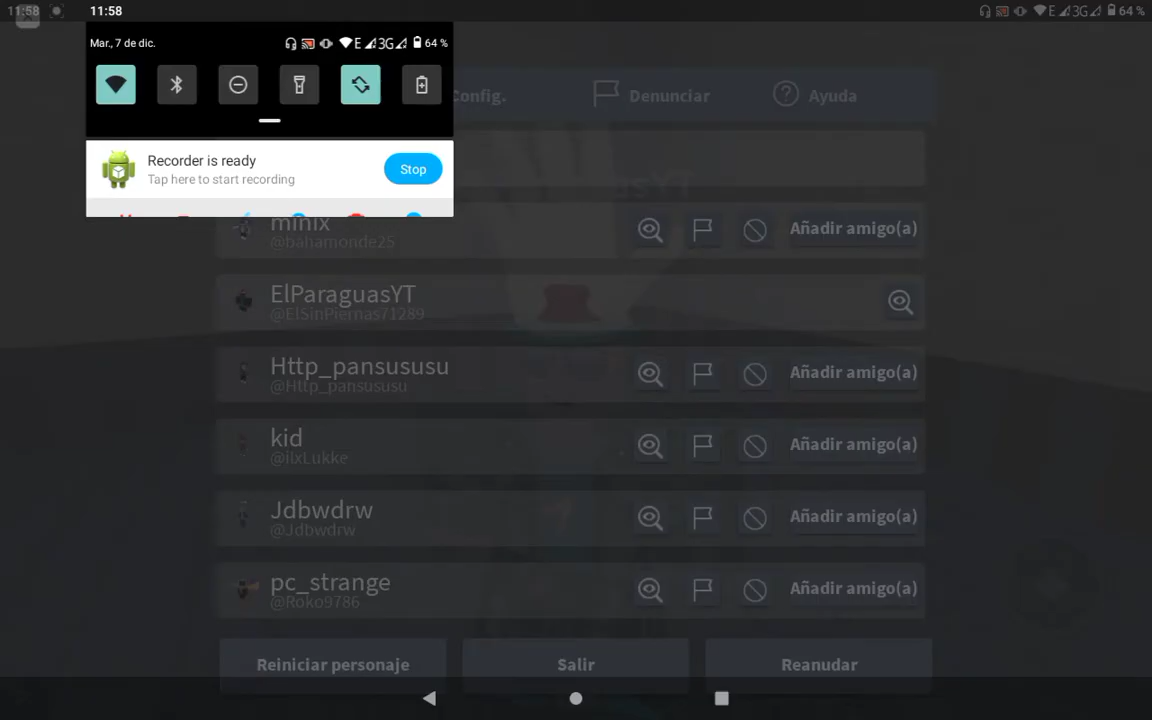 11:58
11:58
E 3G 64 %
Mar., 7 de dic.
E 3G 64 %
Config.
Denunciar
Ayuda
Recorder is ready
Tap here to start recording
Stop
minix
@bahamonde25
Añadir amigo(a)
ElParaguasYT
@ElSinPiernas71289
Http_pansususu
@Http_pansususu
Añadir amigo(a)
kid
@ilxLukke
Añadir amigo(a)
Jdbwdrw
@Jdbwdrw
Añadir amigo(a)
pc_strange
@Roko9786
Añadir amigo(a)
Reiniciar personaje
Salir
Reanudar